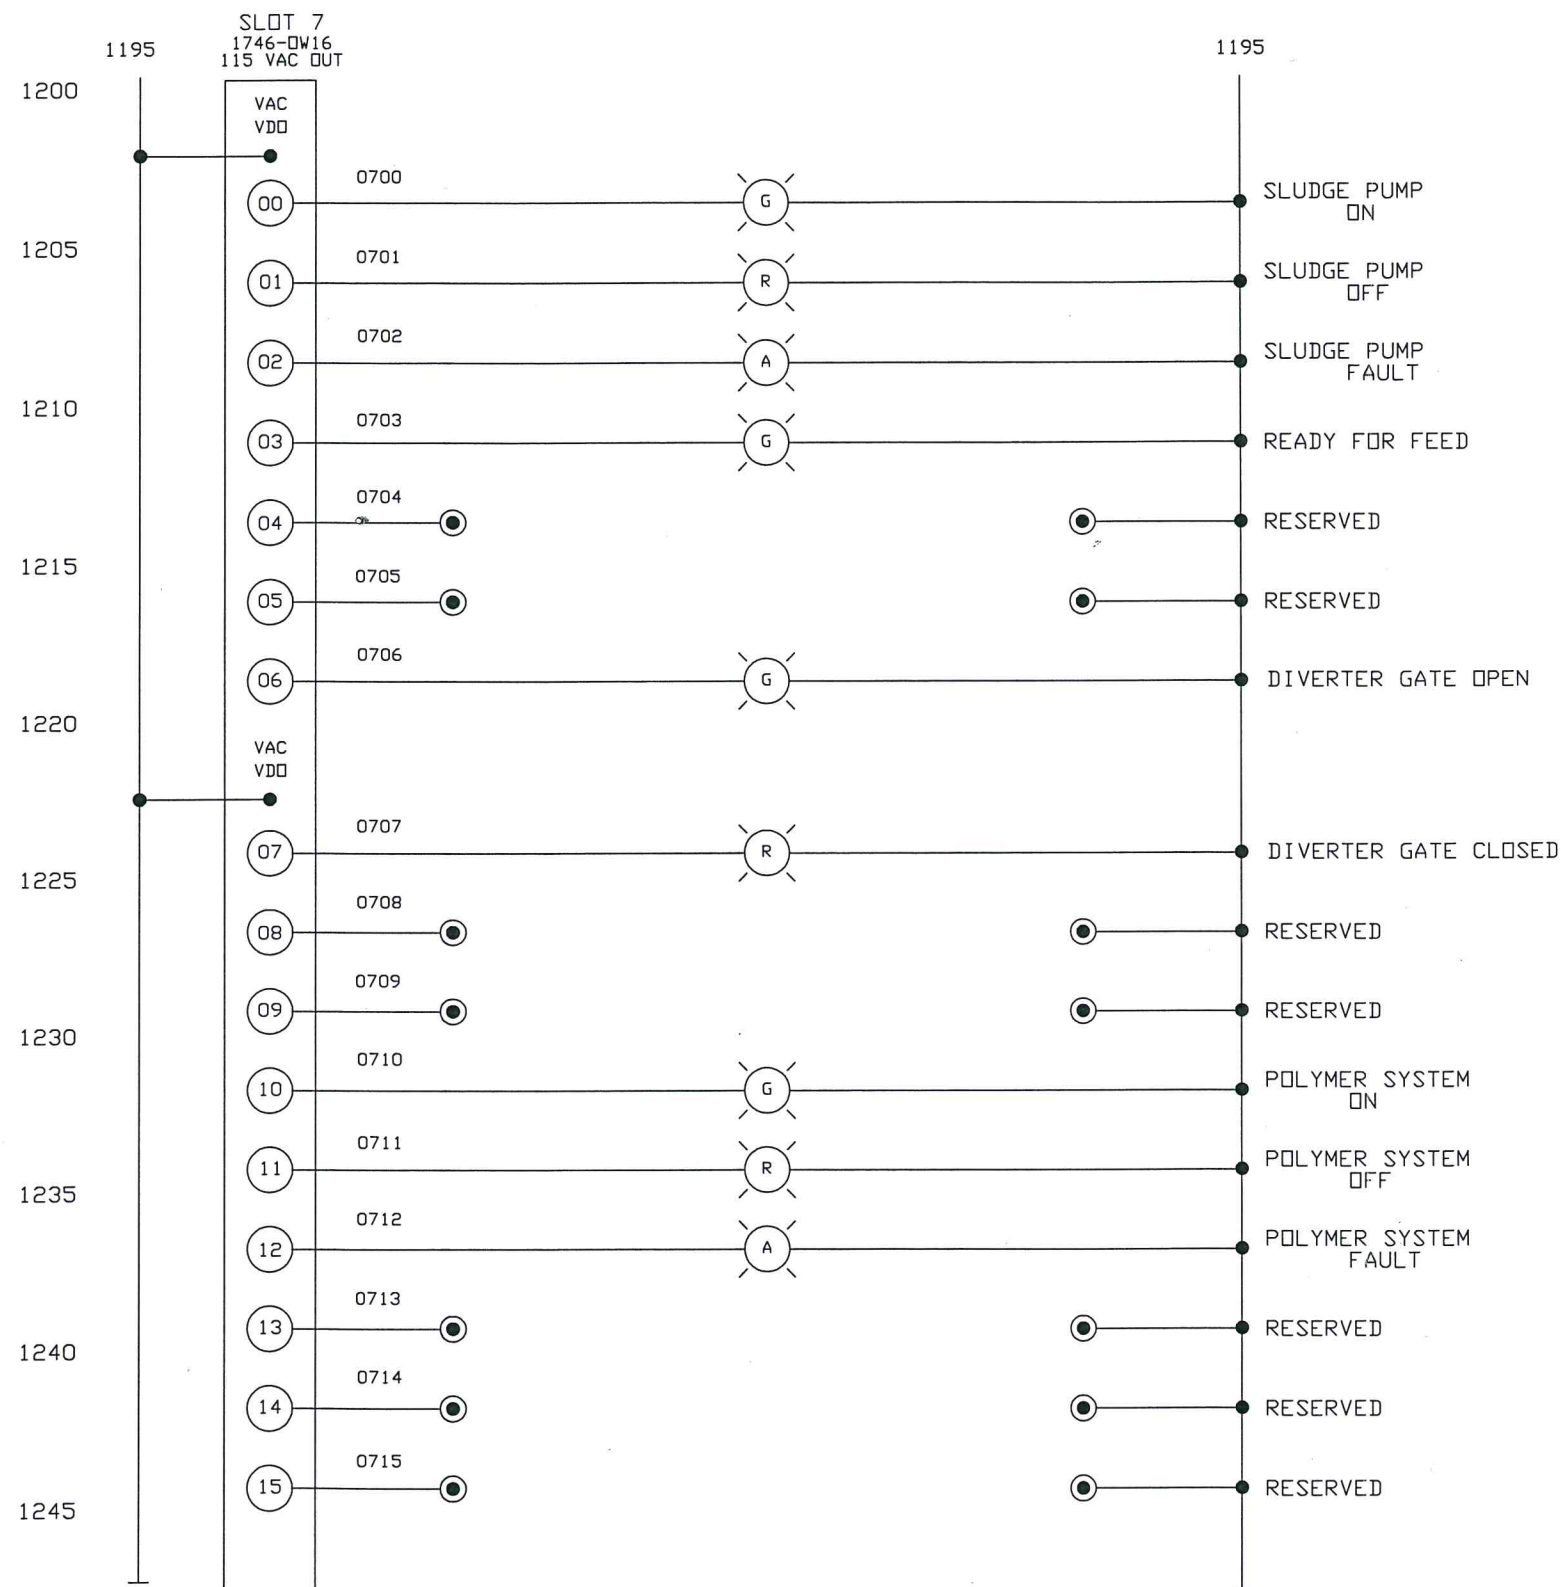 SLOT 7
1746-OW16
115 VAC OUT
1195
1195
1200
VAC
VDO
0700
00
G
SLUDGE PUMP
ON
1205
0701
01
R
SLUDGE PUMP
OFF
0702
02
A
SLUDGE PUMP
FAULT
1210
0703
03
G
READY FOR FEED
0704
04
RESERVED
1215
0705
05
RESERVED
0706
06
G
DIVERTER GATE OPEN
1220
VAC
VDO
0707
07
R
DIVERTER GATE CLOSED
1225
0708
08
RESERVED
0709
09
RESERVED
1230
0710
10
G
POLYMER SYSTEM
ON
0711
11
R
POLYMER SYSTEM
OFF
1235
0712
12
A
POLYMER SYSTEM
FAULT
0713
13
RESERVED
1240
0714
14
RESERVED
0715
15
RESERVED
1245